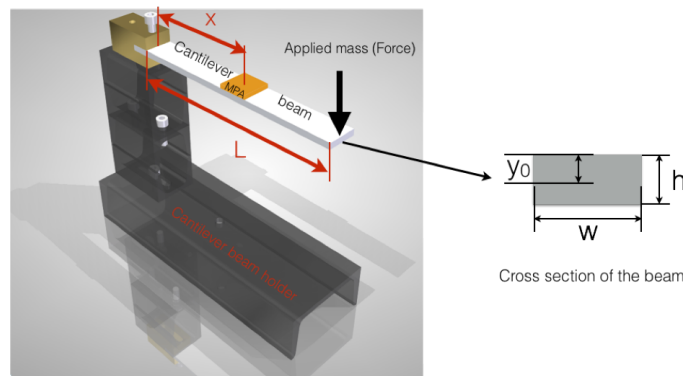 X
Cantilever
MPA
beam
Applied mass (Force)
L
Cantilever beam holder
y0
h
w
Cross section of the beam